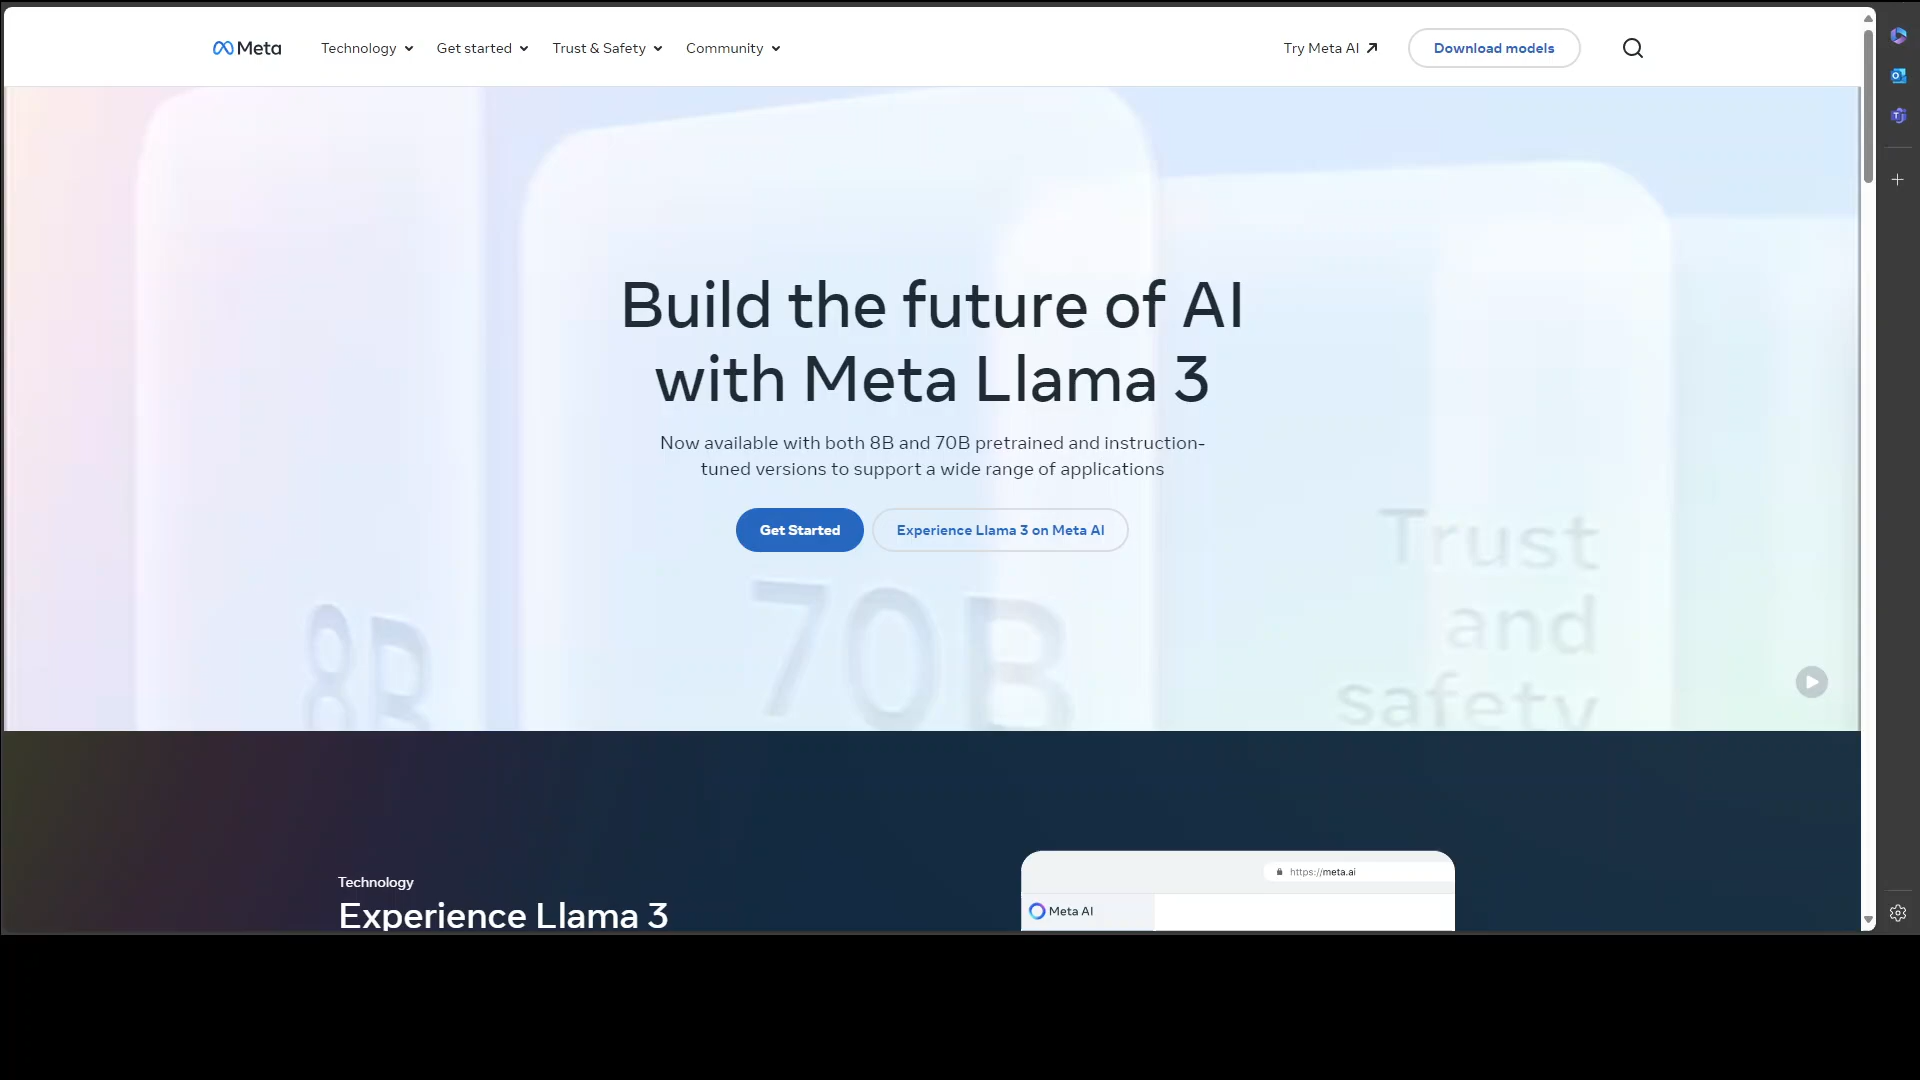 Meta
Technology
Get started
Trust & Safety
Community
Try Meta AI
Download models
Build the future of AI
with Meta Llama 3
Now available with both 8B and 70B pretrained and instruction-
tuned versions to support a wide range of applications
Get Started
Experience Llama 3 on Meta AI
8B
70B
Trust
and
safety
Technology
Experience Llama 3
https://meta.ai
Meta AI